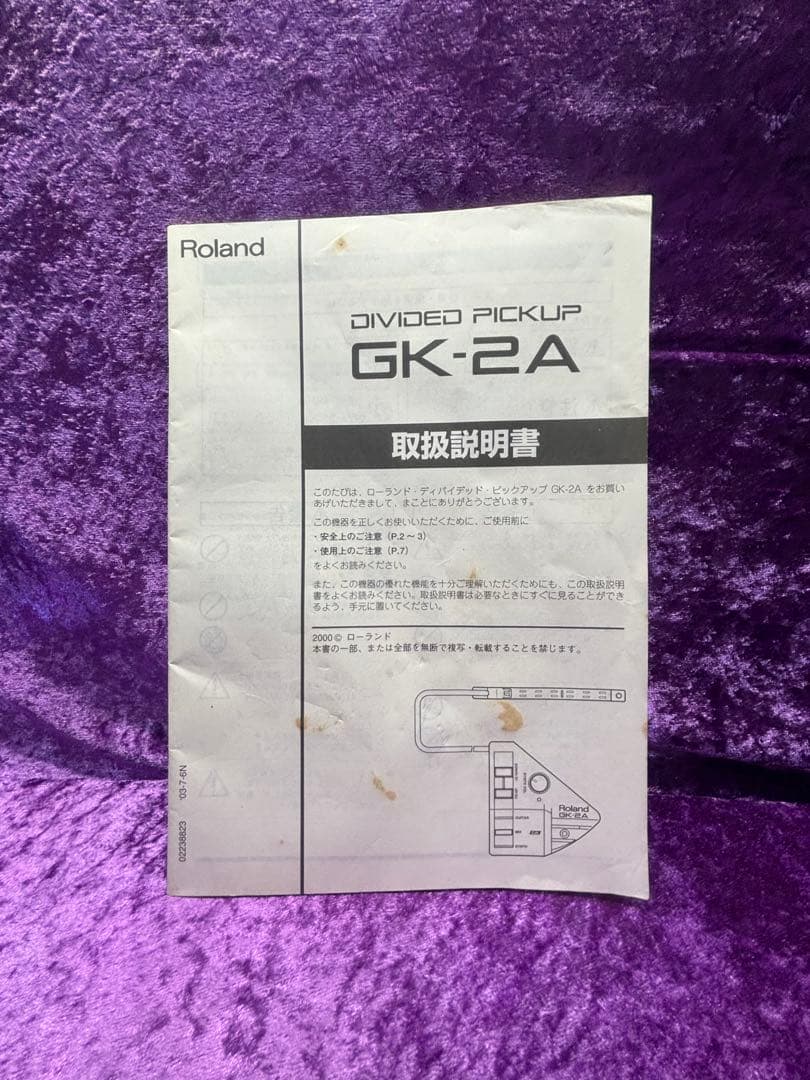 Roland
DIVIDED PICKUP
GK-2A
取扱説明書
このたびは、ローランド・ディバイデッド・ピックアップ GK-2A をお買い
あげいただきまして、まことにありがとうございます。
この機器を正しくお使いいただくために、ご使用前に
・安全上のご注意（P.2～3）
・使用上のご注意（P.7）
をよくお読みください。
また、この機器の優れた機能を十分ご理解いただくためにも、この取扱説明
書をよくお読みください。取扱説明書は必要なときにすぐに見ることができ
るよう、手元に置いてください。
2000 © ローランド
本書の一部、または全部を無断で複写・転載することを禁じます。
Roland
GK-2A
GUITAR
MIX
SYNTH
02238823 '03-7-6N